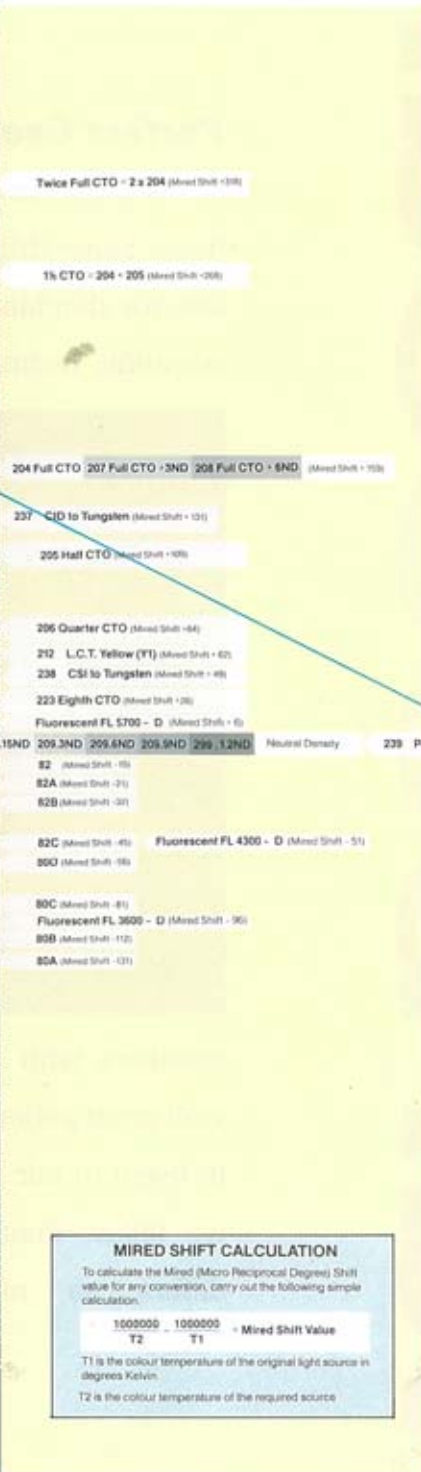 Twice Full CTO = 2 x 204 (Mired Shift +318)
1½ CTO = 204 + 205 (Mired Shift +268)
204 Full CTO 207 Full CTO +3ND 208 Full CTO + 6ND (Mired Shift + 159)
237 CID to Tungsten (Mired Shift + 131)
205 Half CTO (Mired Shift +109)
206 Quarter CTO (Mired Shift +64)
212 L.C.T. Yellow (Y1) (Mired Shift + 62)
238 CSI to Tungsten (Mired Shift + 49)
223 Eighth CTO (Mired Shift +26)
Fluorescent FL 5700 - D (Mired Shift + 6)
.15ND 209.3ND 209.6ND 209.9ND 299 .1.2ND Neutral Density 239 P
82 (Mired Shift -10)
82A (Mired Shift -21)
82B (Mired Shift -32)
82C (Mired Shift -45) Fluorescent FL 4300 - D (Mired Shift - 51)
80D (Mired Shift -56)
80C (Mired Shift -81)
Fluorescent FL 3600 - D (Mired Shift - 96)
80B (Mired Shift -112)
80A (Mired Shift -131)
MIRED SHIFT CALCULATION
To calculate the Mired (Micro Reciprocal Degree) Shift
value for any conversion, carry out the following simple
calculation.
1000000 - 1000000 = Mired Shift Value
T2 T1
T1 is the colour temperature of the original light source in
degrees Kelvin.
T2 is the colour temperature of the required source